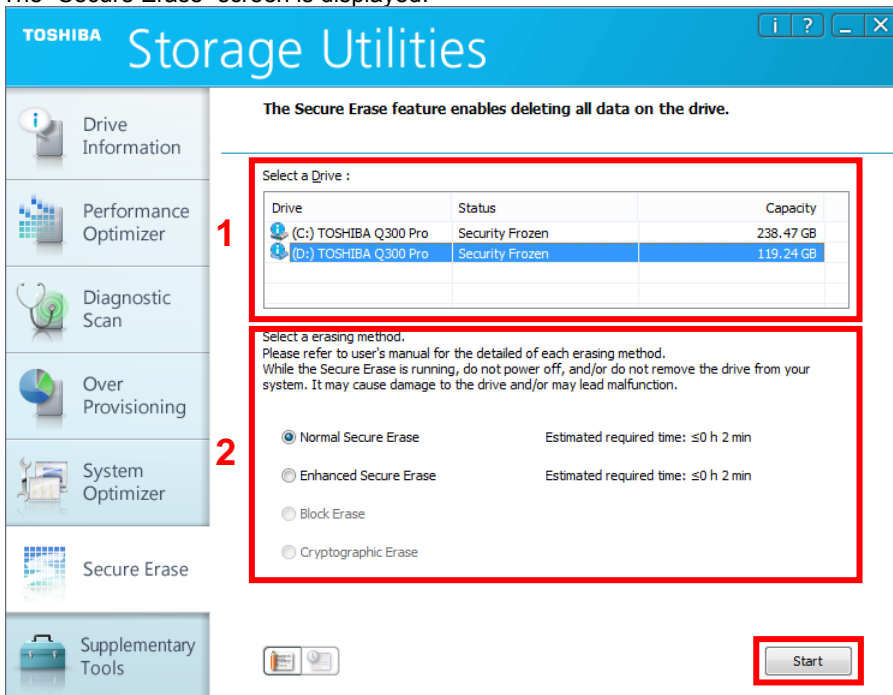 The "Secure Erase" screen is displayed.
TOSHIBA Storage Utilities
i ? _ X
The Secure Erase feature enables deleting all data on the drive.
Drive
Information
Performance
Optimizer
Diagnostic
Scan
Over
Provisioning
System
Optimizer
Secure Erase
Supplementary
Tools
1
Select a Drive :
Drive Status Capacity
(C:) TOSHIBA Q300 Pro Security Frozen 238.47 GB
(D:) TOSHIBA Q300 Pro Security Frozen 119.24 GB
2
Select a erasing method.
Please refer to user's manual for the detailed of each erasing method.
While the Secure Erase is running, do not power off, and/or do not remove the drive from your
system. It may cause damage to the drive and/or may lead malfunction.
Normal Secure Erase Estimated required time: ≤0 h 2 min
Enhanced Secure Erase Estimated required time: ≤0 h 2 min
Block Erase
Cryptographic Erase
Start